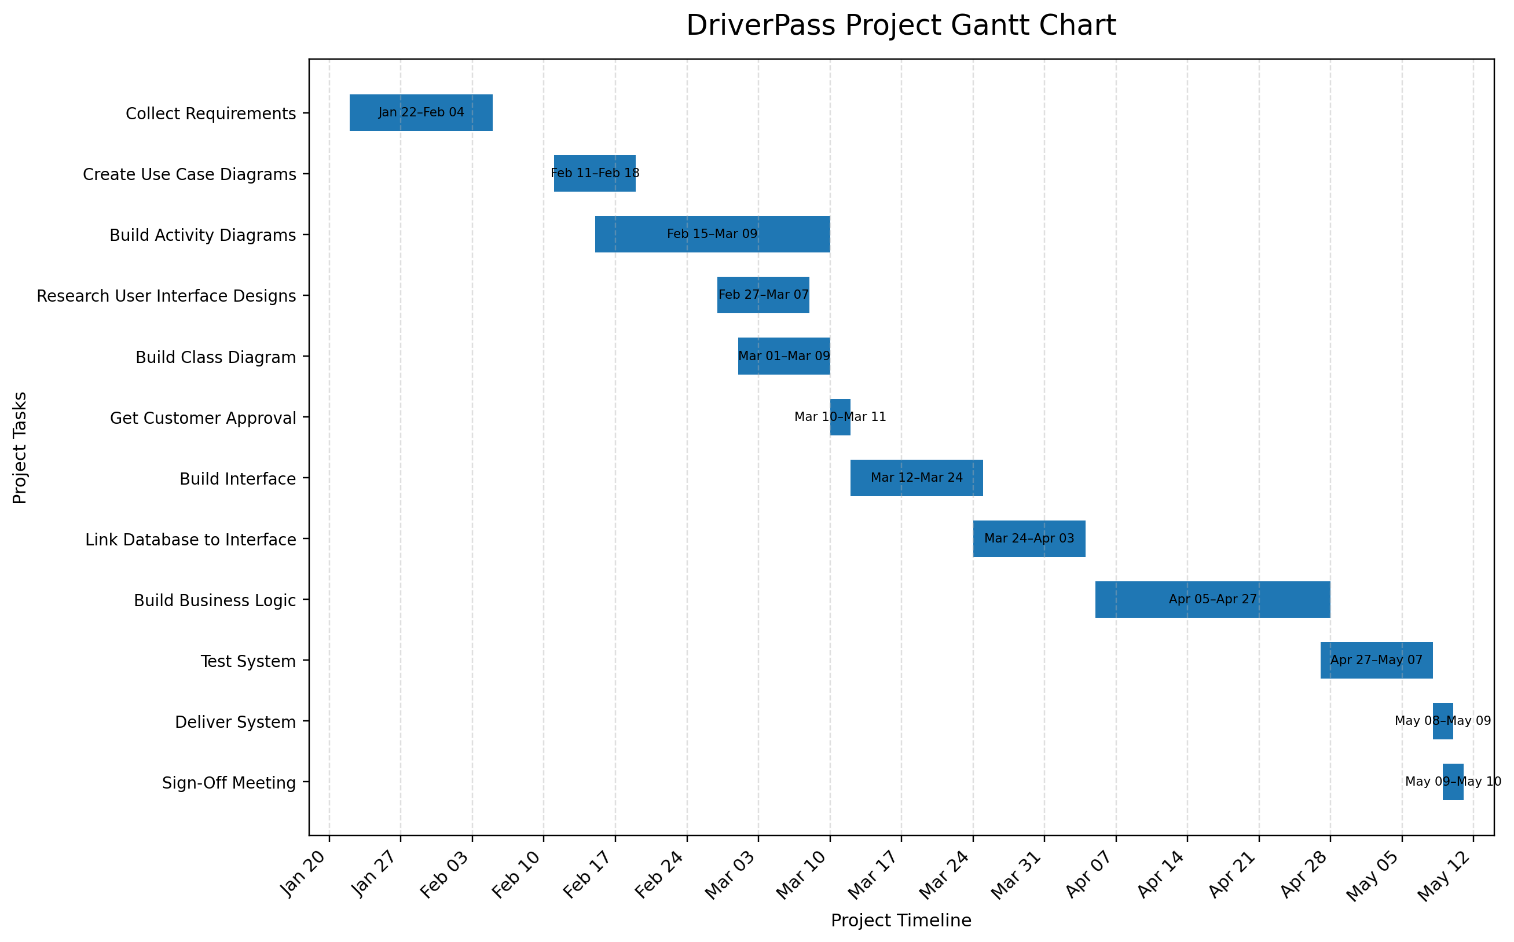 DriverPass Project Gantt Chart
Project Tasks
Collect Requirements
Jan 22–Feb 04
Create Use Case Diagrams
Feb 11–Feb 18
Build Activity Diagrams
Feb 15–Mar 09
Research User Interface Designs
Feb 27–Mar 07
Build Class Diagram
Mar 01–Mar 09
Get Customer Approval
Mar 10–Mar 11
Build Interface
Mar 12–Mar 24
Link Database to Interface
Mar 24–Apr 03
Build Business Logic
Apr 05–Apr 27
Test System
Apr 27–May 07
Deliver System
May 08–May 09
Sign-Off Meeting
May 09–May 10
Jan 20
Jan 27
Feb 03
Feb 10
Feb 17
Feb 24
Mar 03
Mar 10
Mar 17
Mar 24
Mar 31
Apr 07
Apr 14
Apr 21
Apr 28
May 05
May 12
Project Timeline